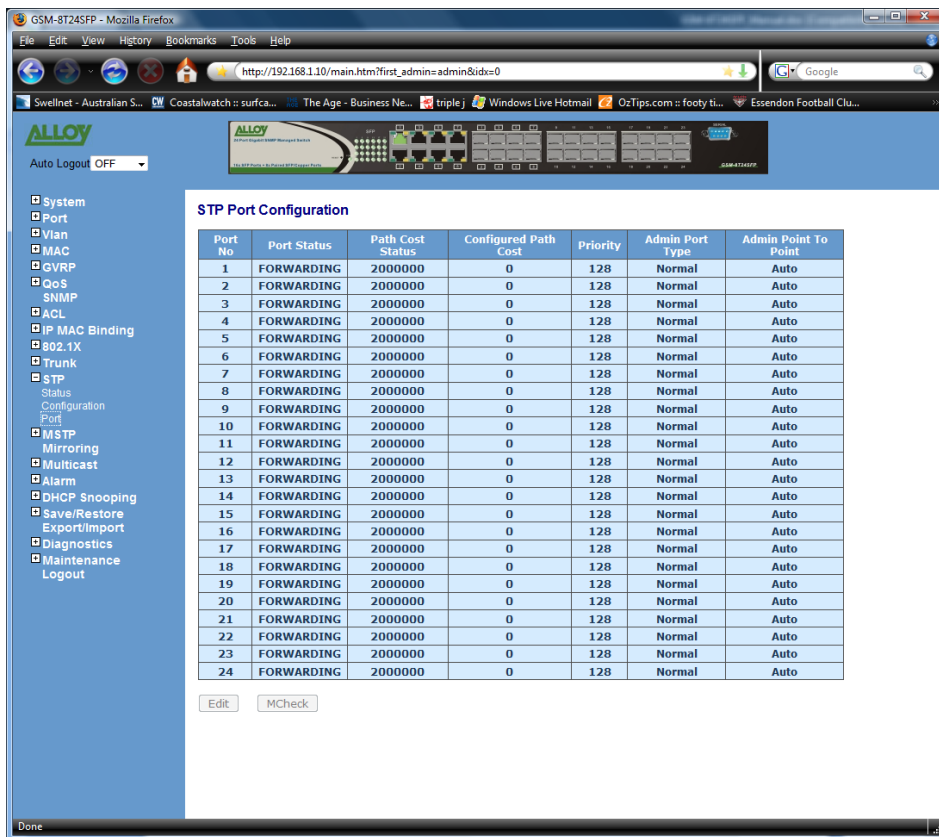 GSM-8T24SFP - Mozilla Firefox
File Edit View History Bookmarks Tools Help
http://192.168.1.10/main.htm?first_admin=admin&idx=0
Google
Swellnet - Australian S... Coastalwatch :: surfca... The Age - Business Ne... triple j Windows Live Hotmail OzTips.com :: footy ti... Essendon Football Clu...
ALLOY
Auto Logout OFF
ALLOY
SFP
GSM-8T24SFP
System
Port
Vlan
MAC
GVRP
QoS
SNMP
ACL
IP MAC Binding
802.1X
Trunk
STP
Status
Configuration
Port
MSTP
Mirroring
Multicast
Alarm
DHCP Snooping
Save/Restore
Export/Import
Diagnostics
Maintenance
Logout
STP Port Configuration
Port No Port Status Path Cost Status Configured Path Cost Priority Admin Port Type Admin Point To Point
1 FORWARDING 2000000 0 128 Normal Auto
2 FORWARDING 2000000 0 128 Normal Auto
3 FORWARDING 2000000 0 128 Normal Auto
4 FORWARDING 2000000 0 128 Normal Auto
5 FORWARDING 2000000 0 128 Normal Auto
6 FORWARDING 2000000 0 128 Normal Auto
7 FORWARDING 2000000 0 128 Normal Auto
8 FORWARDING 2000000 0 128 Normal Auto
9 FORWARDING 2000000 0 128 Normal Auto
10 FORWARDING 2000000 0 128 Normal Auto
11 FORWARDING 2000000 0 128 Normal Auto
12 FORWARDING 2000000 0 128 Normal Auto
13 FORWARDING 2000000 0 128 Normal Auto
14 FORWARDING 2000000 0 128 Normal Auto
15 FORWARDING 2000000 0 128 Normal Auto
16 FORWARDING 2000000 0 128 Normal Auto
17 FORWARDING 2000000 0 128 Normal Auto
18 FORWARDING 2000000 0 128 Normal Auto
19 FORWARDING 2000000 0 128 Normal Auto
20 FORWARDING 2000000 0 128 Normal Auto
21 FORWARDING 2000000 0 128 Normal Auto
22 FORWARDING 2000000 0 128 Normal Auto
23 FORWARDING 2000000 0 128 Normal Auto
24 FORWARDING 2000000 0 128 Normal Auto
Edit MCheck
Done